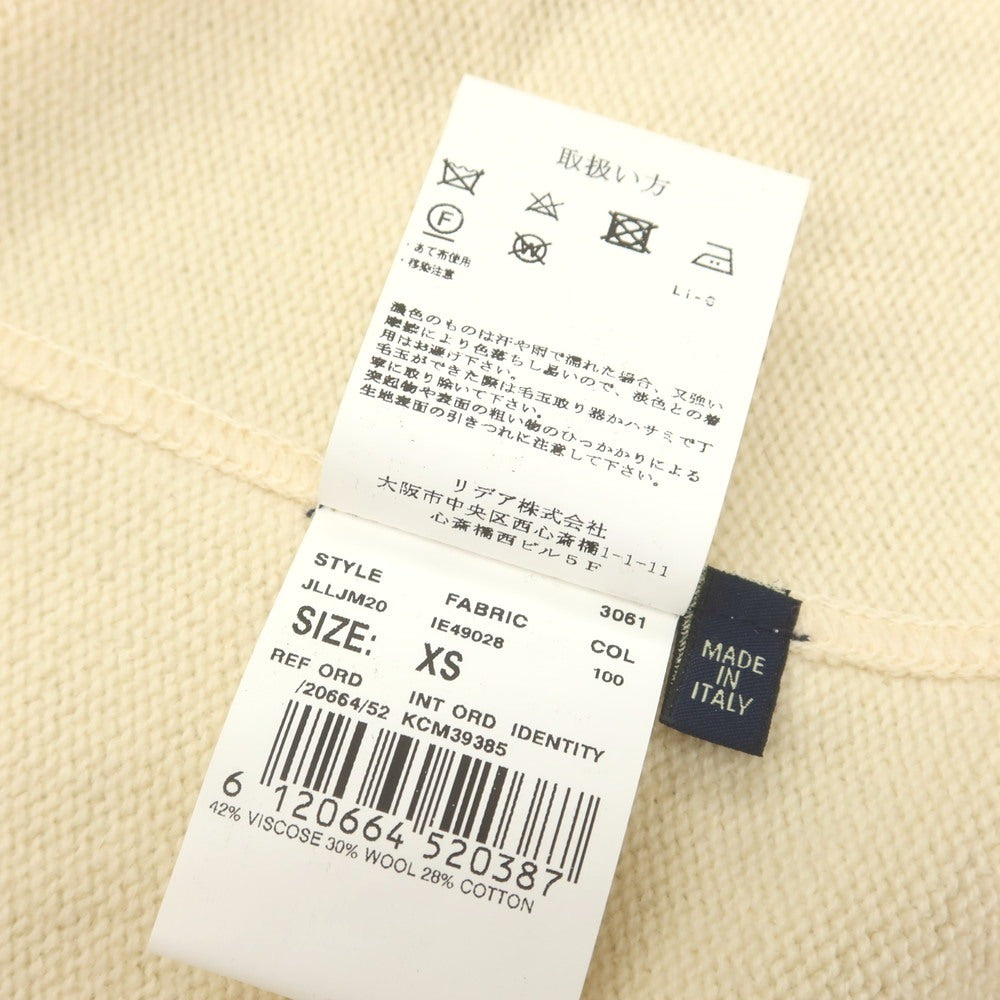 取扱い方
F
W
・あて布使用
・移染注意
Li-0
濃色のものは汗や雨で濡れた場合、又強い
摩擦により色落ちし易いので、淡色との着
用はお避け下さい。
毛玉ができた際は毛玉取り器かハサミで丁
寧に取り除いて下さい。
突起物や表面の粗い物のひっかかりによる
生地表面の引きつれに注意して下さい。
リデア株式会社
大阪市中央区西心斎橋1-1-11
心斎橋西ビル5F
STYLE FABRIC 3061
JLLJM20 IE49028 COL
SIZE: XS 100
REF ORD INT ORD IDENTITY
/20664/52 KCM39385
6 120664 520387
42% VISCOSE 30% WOOL 28% COTTON
MADE
IN
ITALY